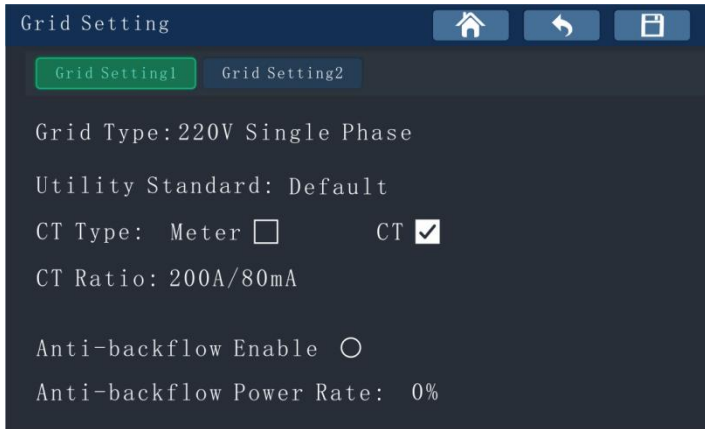 Grid Setting
Grid Setting1 Grid Setting2
Grid Type: 220V Single Phase
Utility Standard: Default
CT Type: Meter CT
CT Ratio: 200A/80mA
Anti-backflow Enable
Anti-backflow Power Rate: 0%